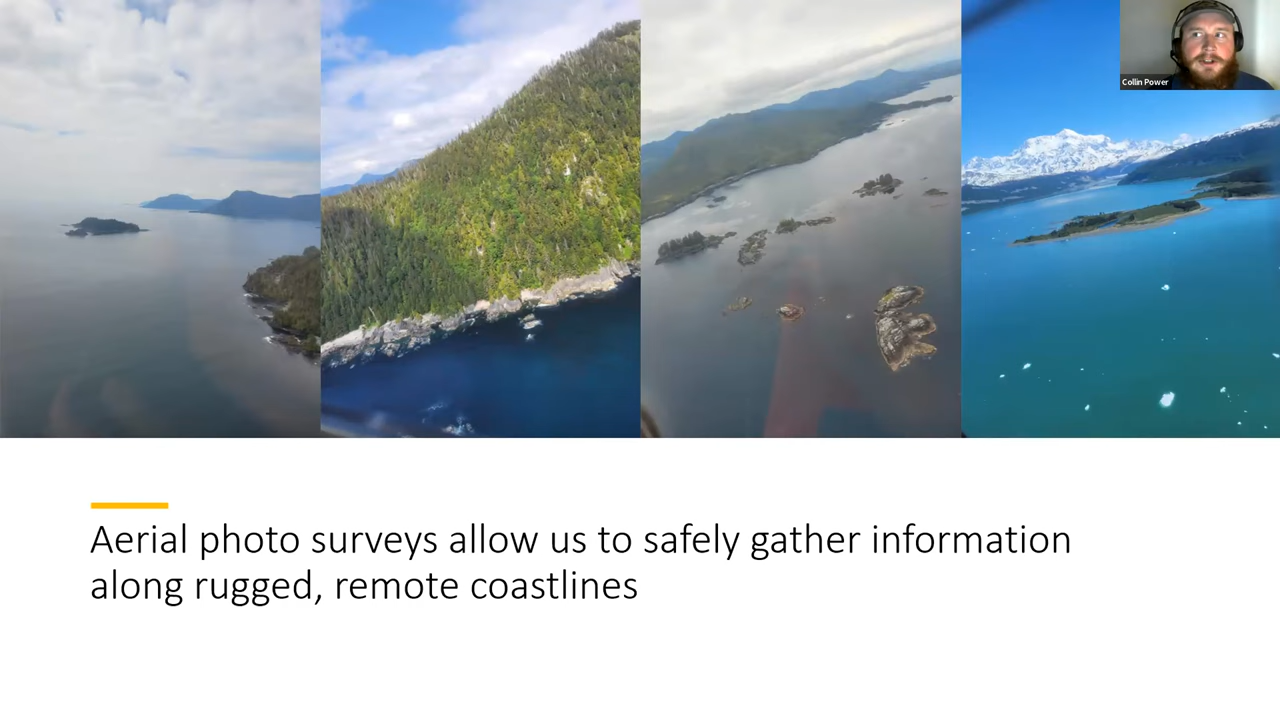 Collin Power
Aerial photo surveys allow us to safely gather information
along rugged, remote coastlines